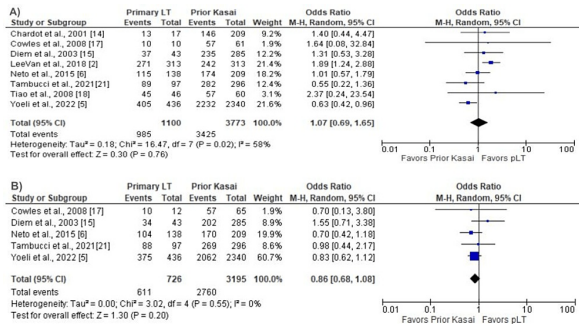 A) Primary LT Prior Kasai Odds Ratio Odds Ratio
Study or Subgroup Events Total Events Total Weight M-H, Random, 95% CI M-H, Random, 95% CI
Chardot et al., 2001 [14] 13 17 146 209 9.2% 1.40 [0.44, 4.47]
Cowles et al., 2008 [17] 10 10 57 61 2.0% 1.64 [0.08, 32.84]
Diem et al., 2003 [15] 37 43 235 285 13.1% 1.31 [0.53, 3.28]
LeeVan et al., 2018 [2] 271 313 242 313 21.1% 1.89 [1.24, 2.88]
Neto et al., 2015 [6] 115 138 174 209 18.9% 1.01 [0.57, 1.79]
Tambucci et al., 2021[21] 89 97 282 296 13.1% 0.55 [0.22, 1.36]
Tiao et al., 2008 [18] 45 46 57 60 3.2% 2.37 [0.24, 23.54]
Yoeli et al., 2022 [5] 405 436 2232 2340 21.2% 0.63 [0.42, 0.96]
Total (95% CI) 1100 3773 100.0% 1.07 [0.69, 1.65]
Total events 985 3425
Heterogeneity: Tau² = 0.18; Chi² = 16.47, df = 7 (P = 0.02); I² = 58%
Test for overall effect: Z = 0.30 (P = 0.76)
0.01 0.1 1 10 100
Favors Prior Kasai Favors pLT
B) Primary LT Prior Kasai Odds Ratio Odds Ratio
Study or Subgroup Events Total Events Total Weight M-H, Random, 95% CI M-H, Random, 95% CI
Cowles et al., 2008 [17] 10 12 57 65 1.9% 0.70 [0.13, 3.80]
Diem et al., 2003 [15] 34 43 202 285 8.5% 1.55 [0.71, 3.38]
Neto et al., 2015 [6] 104 138 170 209 19.9% 0.70 [0.42, 1.18]
Tambucci et al., 2021[21] 88 97 269 296 9.0% 0.98 [0.44, 2.17]
Yoeli et al., 2022 [5] 375 436 2062 2340 60.7% 0.83 [0.62, 1.12]
Total (95% CI) 726 3195 100.0% 0.86 [0.68, 1.08]
Total events 611 2760
Heterogeneity: Tau² = 0.00; Chi² = 3.02, df = 4 (P = 0.55); I² = 0%
Test for overall effect: Z = 1.30 (P = 0.20)
0.01 0.1 1 10 100
Favors Prior Kasai Favors pLT